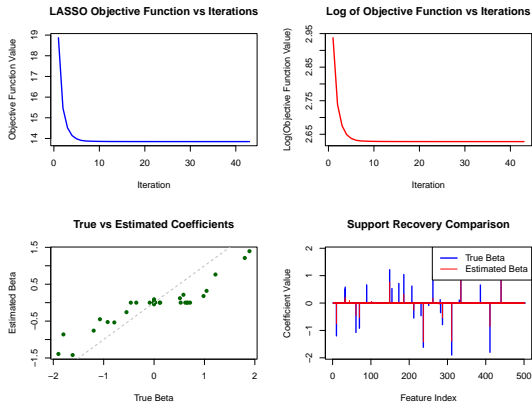 LASSO Objective Function vs Iterations
Objective Function Value)
14 15 16 17 18 19
0 10 20 30 40
Iteration
Log of Objective Function vs Iterations
Log(Objective Function Value)
2.65 2.75 2.85 2.95
0 10 20 30 40
Iteration
True vs Estimated Coefficients
Estimated Beta
-1.5 -0.5 0.5 1.5
-2 -1 0 1 2
True Beta
Support Recovery Comparison
True Beta
Estimated Beta
Coefficient Value
-2 -1 0 1 2
0 100 200 300 400 500
Feature Index